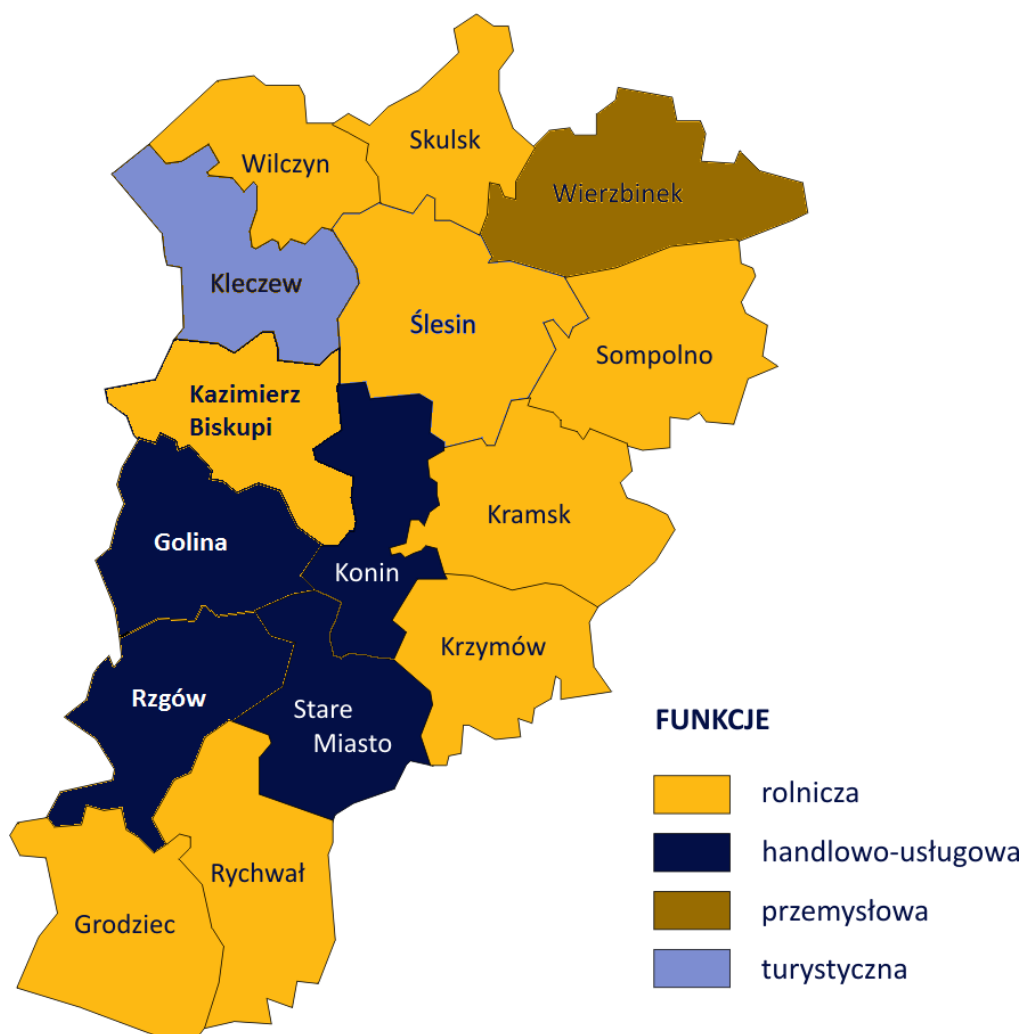 Skulsk
Wilczyn
Wierzbinek
Kleczew
Ślesin
Sompolno
Kazimierz
Biskupi
Kramsk
Golina
Konin
Krzymów
Rzgów
Stare
Miasto
Rychwał
Grodziec
FUNKCJE
rolnicza
handlowo-usługowa
przemysłowa
turystyczna